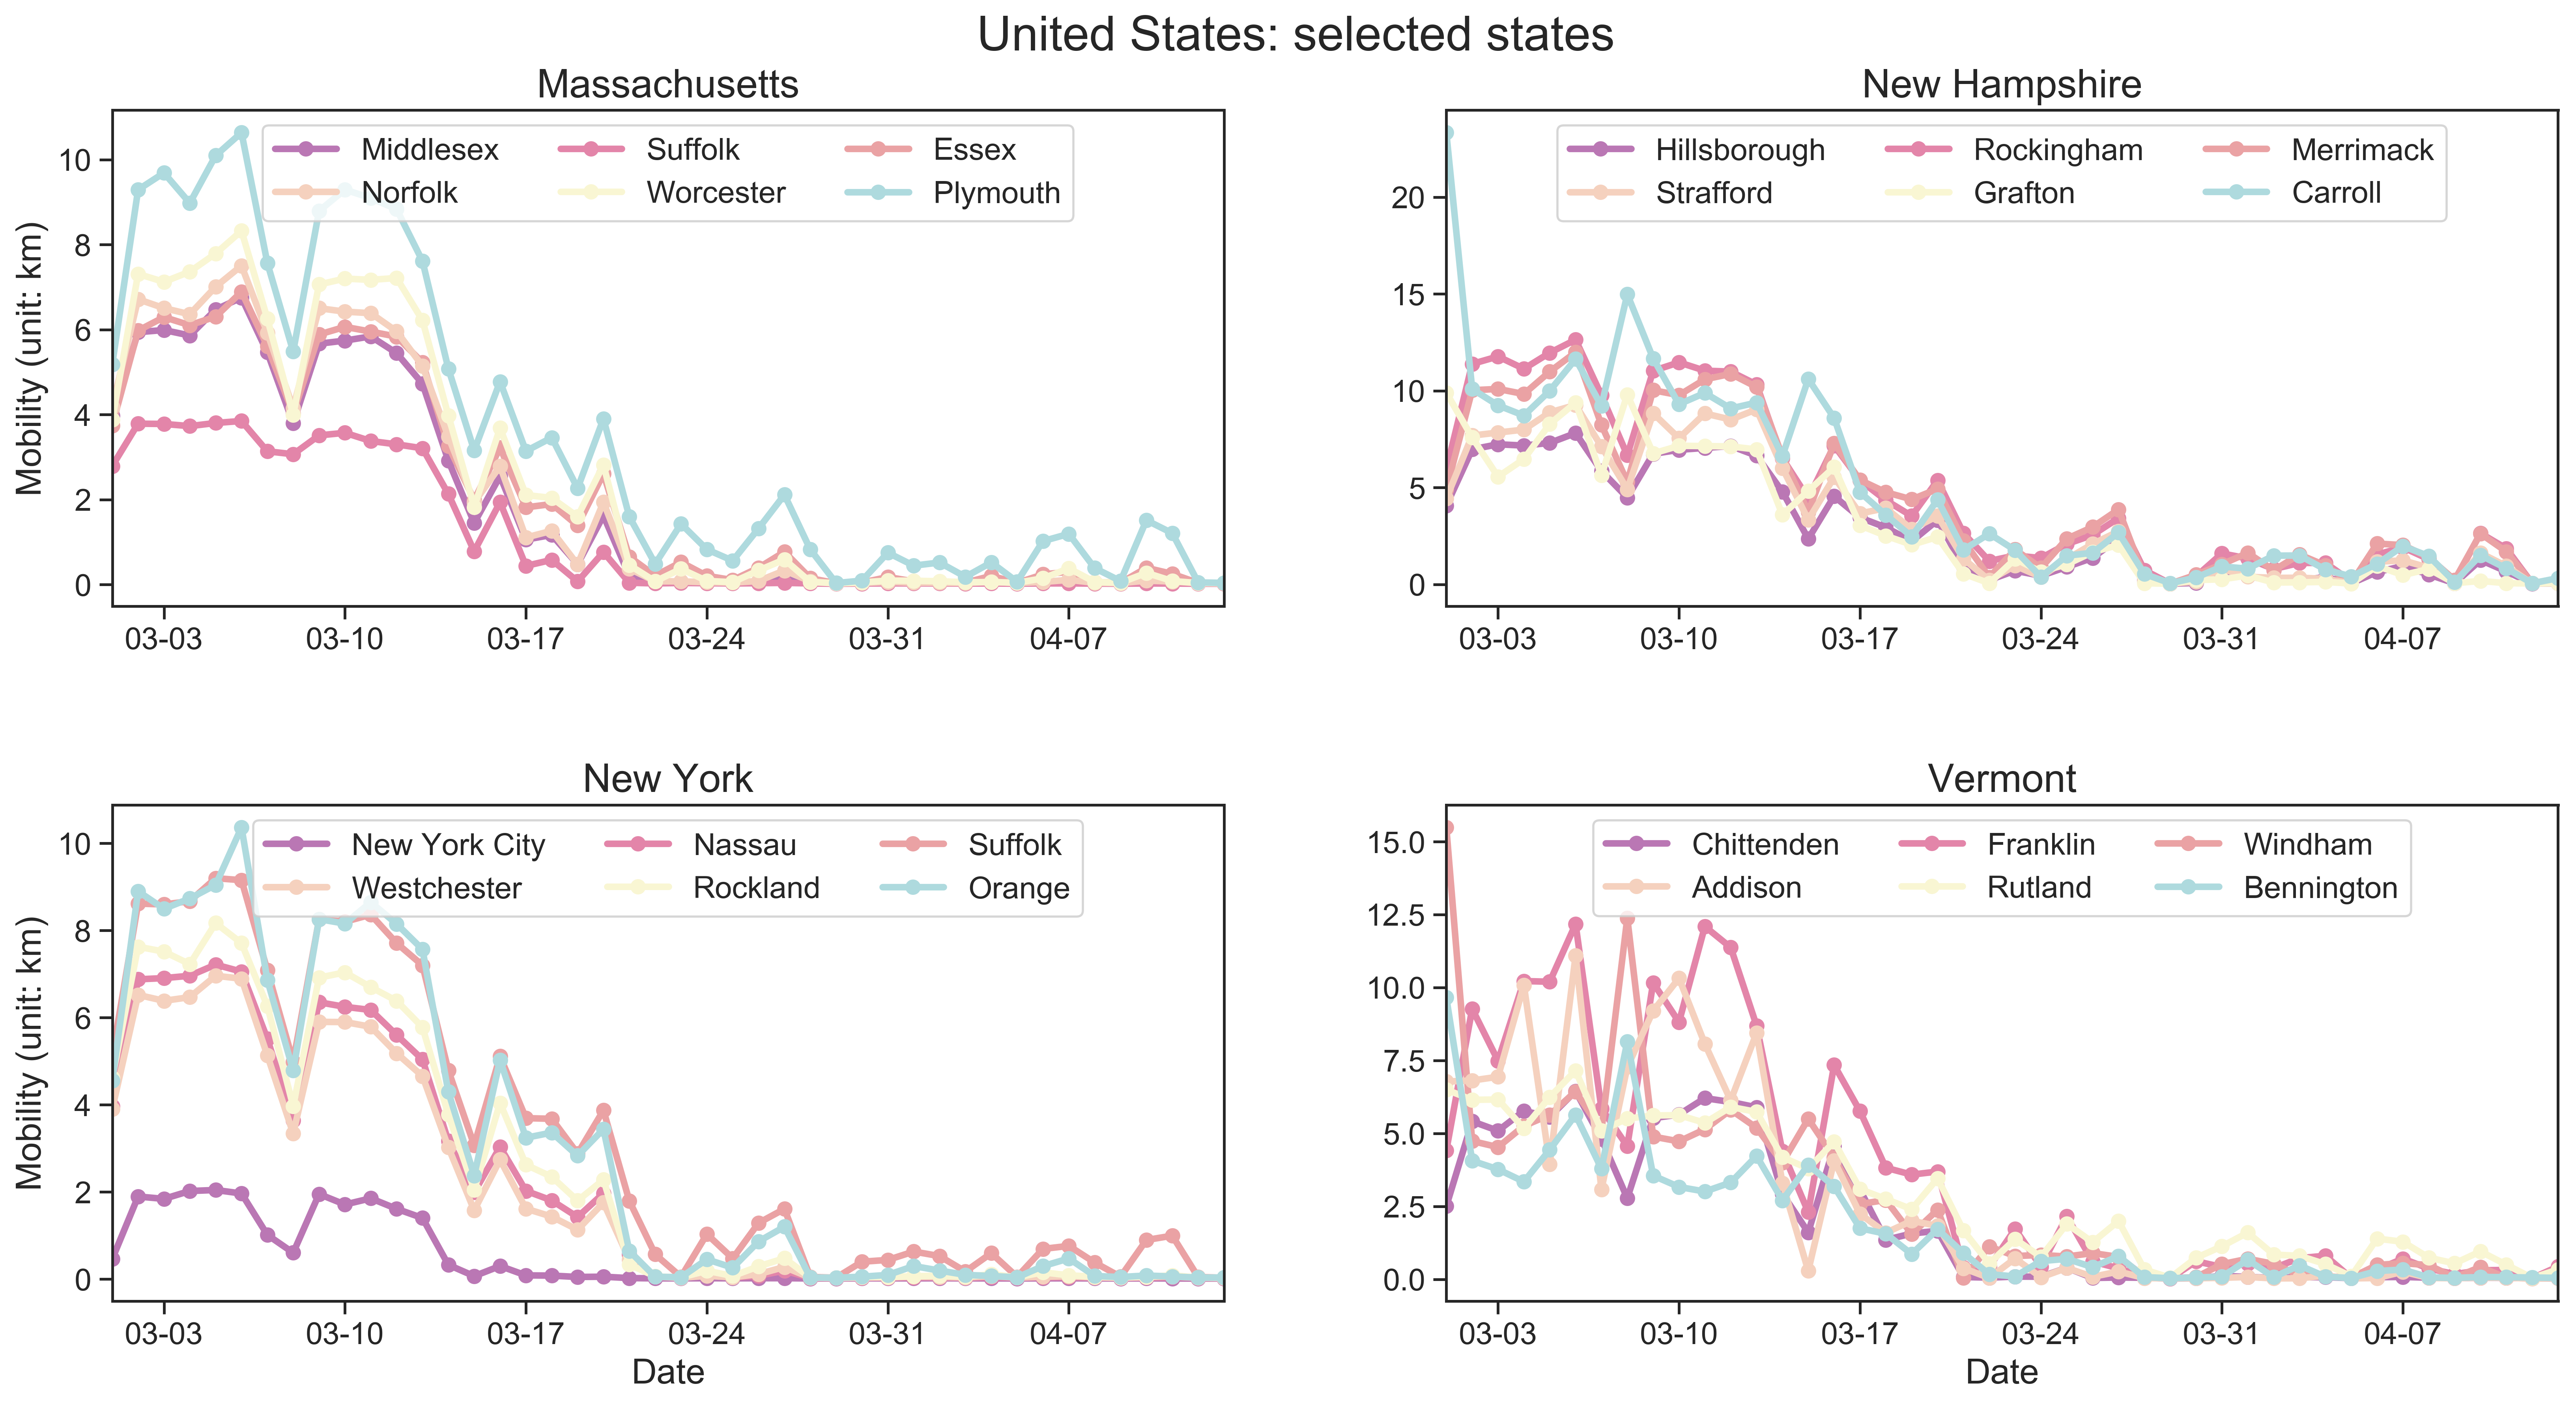 United States: selected states
Massachusetts
Mobility (unit: km)
10
8
6
4
2
0
Middlesex Suffolk Essex
Norfolk Worcester Plymouth
03-03 03-10 03-17 03-24 03-31 04-07
New Hampshire
20
15
10
5
0
Hillsborough Rockingham Merrimack
Strafford Grafton Carroll
03-03 03-10 03-17 03-24 03-31 04-07
New York
Mobility (unit: km)
10
8
6
4
2
0
New York City Nassau Suffolk
Westchester Rockland Orange
03-03 03-10 03-17 03-24 03-31 04-07
Date
Vermont
15.0
12.5
10.0
7.5
5.0
2.5
0.0
Chittenden Franklin Windham
Addison Rutland Bennington
03-03 03-10 03-17 03-24 03-31 04-07
Date